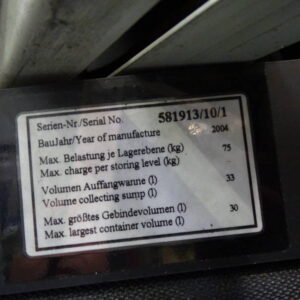 Serien-Nr./Serial No. 581913/10/1
BauJahr/Year of manufacture 2004
Max. Belastung je Lagerebene (kg) 75
Max. charge per storing level (kg)
Volumen Auffangwanne (l) 33
Volume collecting sump (l)
Max. größtes Gebindevolumen (l) 30
Max. largest container volume (l)